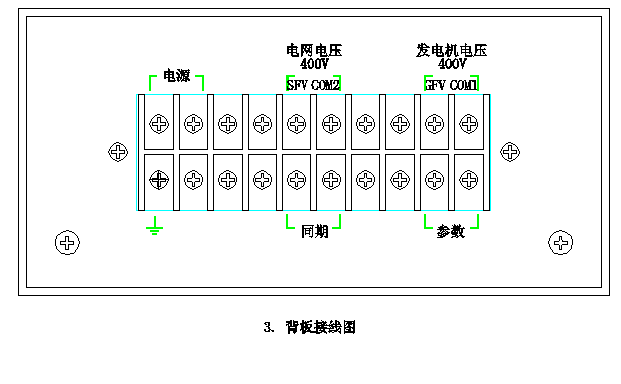 电网电压
400V
发电机电压
400V
电源
SFV COM2
GFV COM1
同期
参数
3. 背板接线图